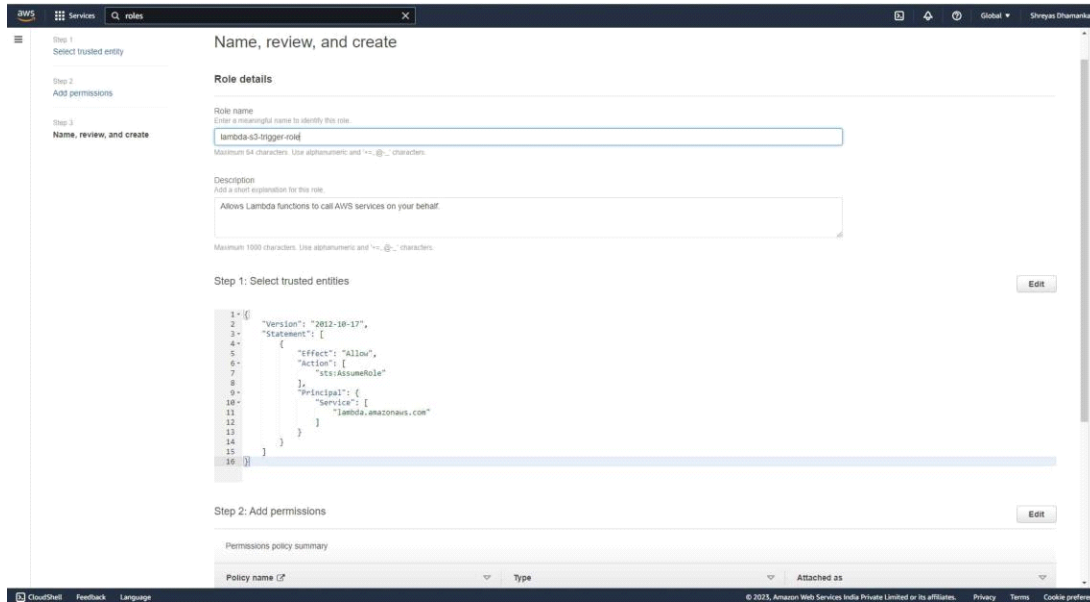 aws Services roles Global Shreyas Dhamanka
Step 1
Select trusted entity
Step 2
Add permissions
Step 3
Name, review, and create
Name, review, and create
Role details
Role name
Enter a meaningful name to identify this role.
lambda-s3-trigger-role
Maximum 64 characters. Use alphanumeric and '+=,.@-_' characters.
Description
Add a short explanation for this role.
Allows Lambda functions to call AWS services on your behalf.
Maximum 1000 characters. Use alphanumeric and '+=,.@-_' characters.
Step 1: Select trusted entities Edit
1 {
2 "Version": "2012-10-17",
3 "Statement": [
4 {
5 "Effect": "Allow",
6 "Action": [
7 "sts:AssumeRole"
8 ],
9 "Principal": {
10 "Service": [
11 "lambda.amazonaws.com"
12 ]
13 }
14 }
15 ]
16 }
Step 2: Add permissions Edit
Permissions policy summary
Policy name Type Attached as
CloudShell Feedback Language © 2023, Amazon Web Services India Private Limited or its affiliates. Privacy Terms Cookie prefere